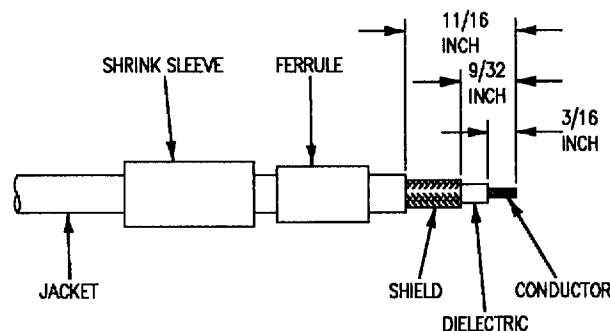 11/16
INCH
SHRINK SLEEVE
FERRULE
9/32
INCH
3/16
INCH
JACKET
SHIELD
CONDUCTOR
DIELECTRIC